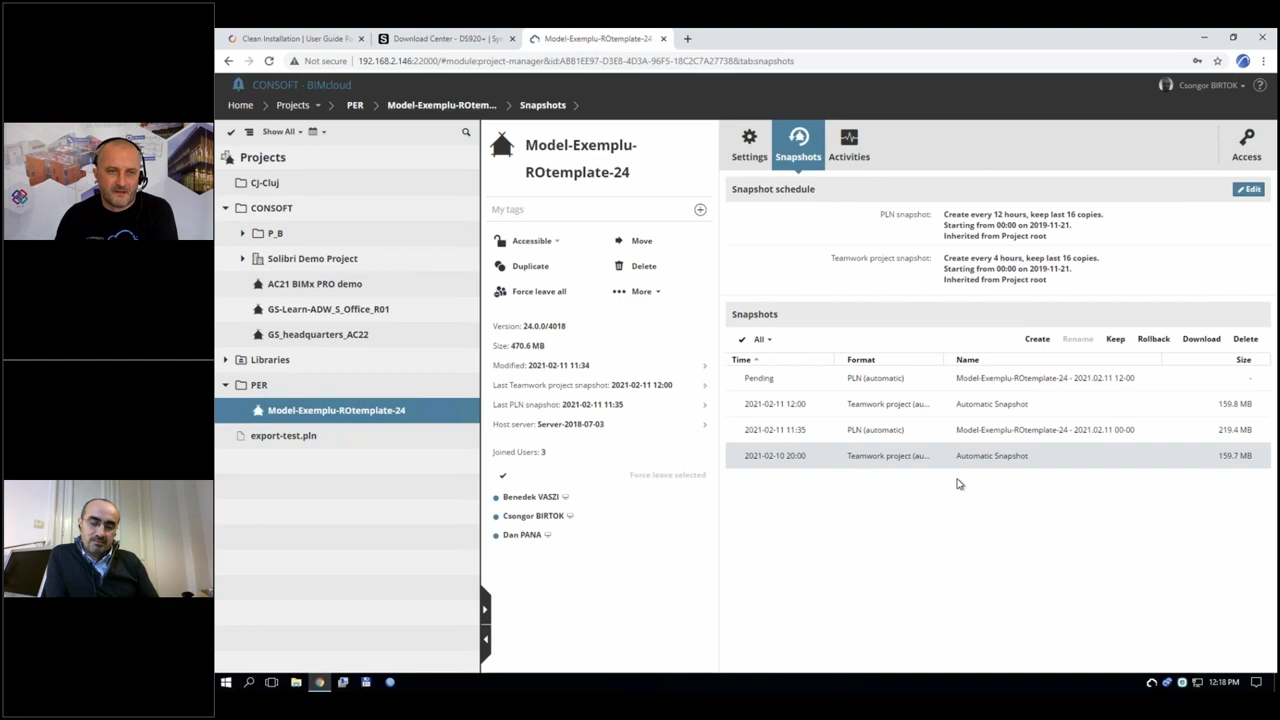 Clean Installation | User Guide Pa
Download Center - DS920+ | Syn
Model-Exemplu-ROtemplate-24
Not secure | 192.168.2.146:22000/#module:project-manager&id:ABB1EE97-D3E8-4D3A-96F5-18C2C7A27738&tab:snapshots
CONSOFT - BIMcloud
Csongor BIRTOK
Home
Projects
PER
Model-Exemplu-ROtem...
Snapshots
Show All
Projects
CJ-Cluj
CONSOFT
P_B
Solibri Demo Project
AC21 BIMx PRO demo
GS-Learn-ADW_S_Office_R01
GS_headquarters_AC22
Libraries
PER
Model-Exemplu-ROtemplate-24
export-test.pln
Model-Exemplu-
ROtemplate-24
My tags
Accessible
Move
Duplicate
Delete
Force leave all
More
Version: 24.0.0/4018
Size: 470.6 MB
Modified: 2021-02-11 11:34
Last Teamwork project snapshot: 2021-02-11 12:00
Last PLN snapshot: 2021-02-11 11:35
Host server: Server-2018-07-03
Joined Users: 3
Force leave selected
Benedek VASZI
Csongor BIRTOK
Dan PANA
Settings
Snapshots
Activities
Access
Snapshot schedule
Edit
PLN snapshot: Create every 12 hours, keep last 16 copies.
Starting from 00:00 on 2019-11-21.
Inherited from Project root
Teamwork project snapshot: Create every 4 hours, keep last 16 copies.
Starting from 00:00 on 2019-11-21.
Inherited from Project root
Snapshots
All
Create Rename Keep Rollback Download Delete
Time Format Name Size
Pending PLN (automatic) Model-Exemplu-ROtemplate-24 - 2021.02.11 12-00 -
2021-02-11 12:00 Teamwork project (au... Automatic Snapshot 159.8 MB
2021-02-11 11:35 PLN (automatic) Model-Exemplu-ROtemplate-24 - 2021.02.11 00-00 219.4 MB
2021-02-10 20:00 Teamwork project (au... Automatic Snapshot 159.7 MB
12:18 PM